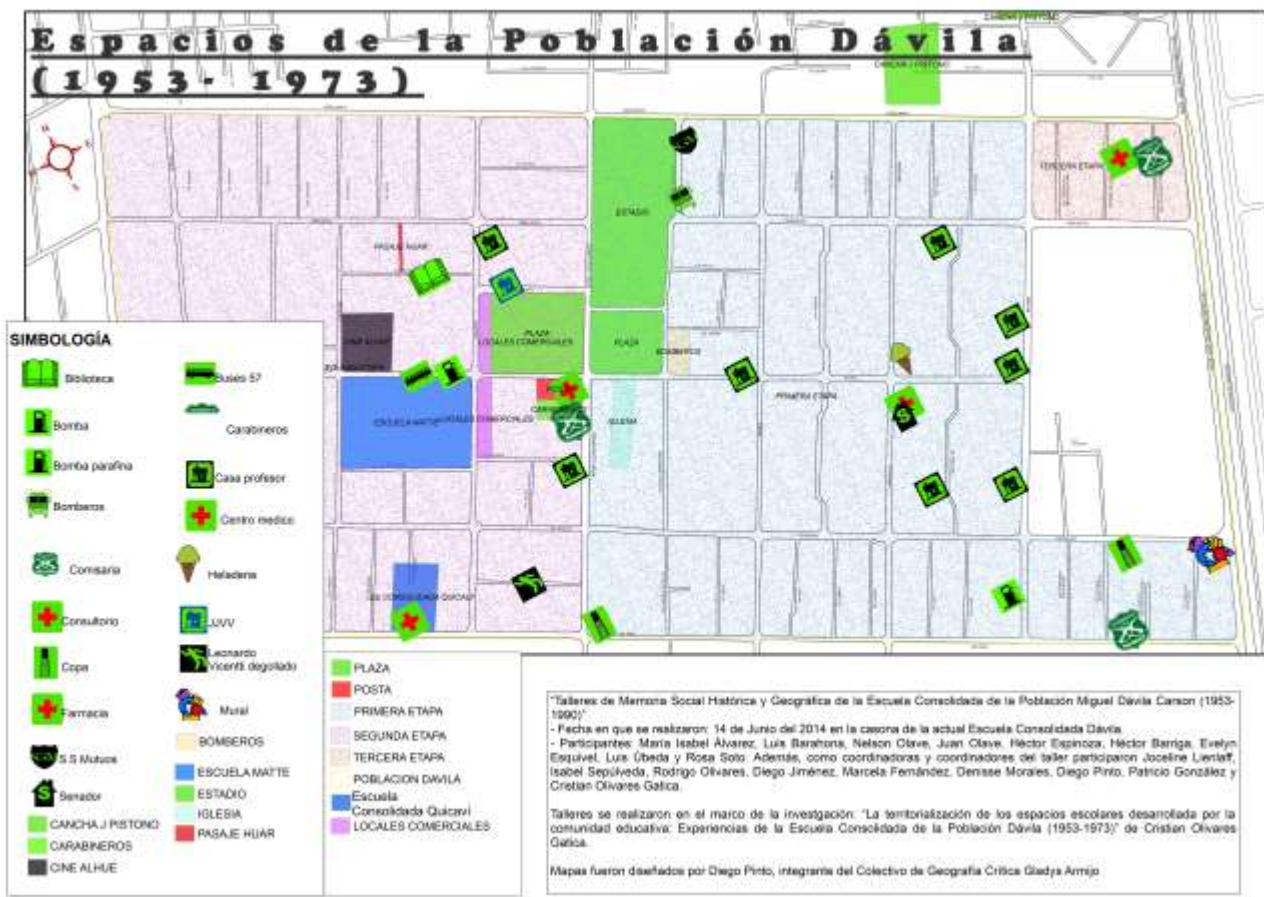 Espacios de la Población Dávila
(1953- 1973)
CANCHA J PISTONO
CANCHA J PISTONO
TERCERA ETAPA
ESTADIO
PASAJE HUAR
PLAZA
LOCALES COMERCIALES
PLAZA
BOMBEROS
CINE ALHUE
PRIMERA ETAPA
ESCUELA MATTE
LOCALES COMERCIALES
IGLESIA
CONSOLIDADA QUICAVI
SIMBOLOGÍA
Biblioteca
Buses 57
Bomba
Carabineros
Bomba parafina
Casa profesor
Bomberos
Centro medico
Comisaria
Heladeria
Consultorio
JJVV
Copa
Leonardo
Vicentti degollado
Farmacia
Mural
S.S Mutuos
Senador
BOMBEROS
ESCUELA MATTE
ESTADIO
IGLESIA
PASAJE HUAR
CANCHA J PISTONO
CARABINEROS
CINE ALHUE
PLAZA
POSTA
PRIMERA ETAPA
SEGUNDA ETAPA
TERCERA ETAPA
POBLACION DAVILA
Escuela
Consolidada Quicaví
LOCALES COMERCIALES
"Talleres de Memoria Social Histórica y Geográfica de la Escuela Consolidada de la Población Miguel Dávila Carson (1953-
1990)"
- Fecha en que se realizaron: 14 de Junio del 2014 en la casona de la actual Escuela Consolidada Dávila.
- Participantes: María Isabel Álvarez, Luis Barahona, Nelson Olave, Juan Olave, Héctor Espinoza, Héctor Barriga, Evelyn
Esquivel, Luis Úbeda y Rosa Soto. Además, como coordinadoras y coordinadores del taller participaron Joceline Lienlaff,
Isabel Sepúlveda, Rodrigo Olivares, Diego Jiménez, Marcela Fernández, Denisse Morales, Diego Pinto, Patricio González y
Cristian Olivares Gatica.
Talleres se realizaron en el marco de la investigación: "La territorialización de los espacios escolares desarrollada por la
comunidad educativa: Experiencias de la Escuela Consolidada de la Población Dávila (1953-1973)" de Cristian Olivares
Gatica.
Mapas fueron diseñados por Diego Pinto, integrante del Colectivo de Geografía Crítica Gladys Armijo